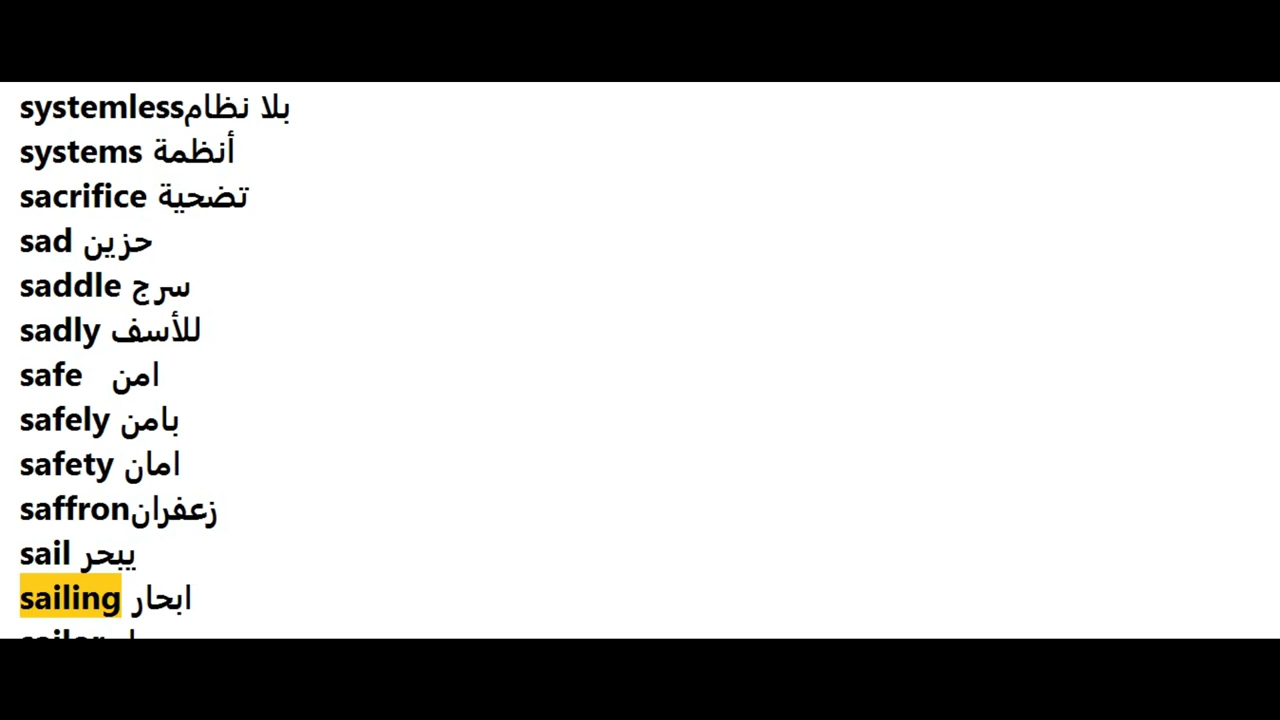 systemlessبلا نظام
systems أنظمة
sacrifice تضحية
sad حزين
saddle سرج
sadly للأسف
safe امن
safely بامن
safety امان
saffronزعفران
sail يبحر
sailing ابحار